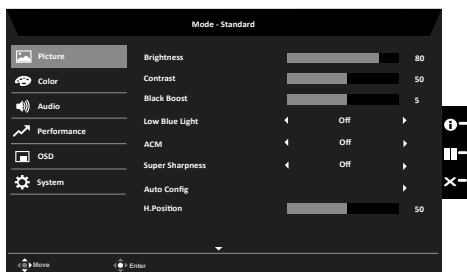 Mode - Standard
Picture
Color
Audio
Performance
OSD
System
Brightness 80
Contrast 50
Black Boost 5
Low Blue Light Off
ACM Off
Super Sharpness Off
Auto Config
H.Position 50
Move Enter